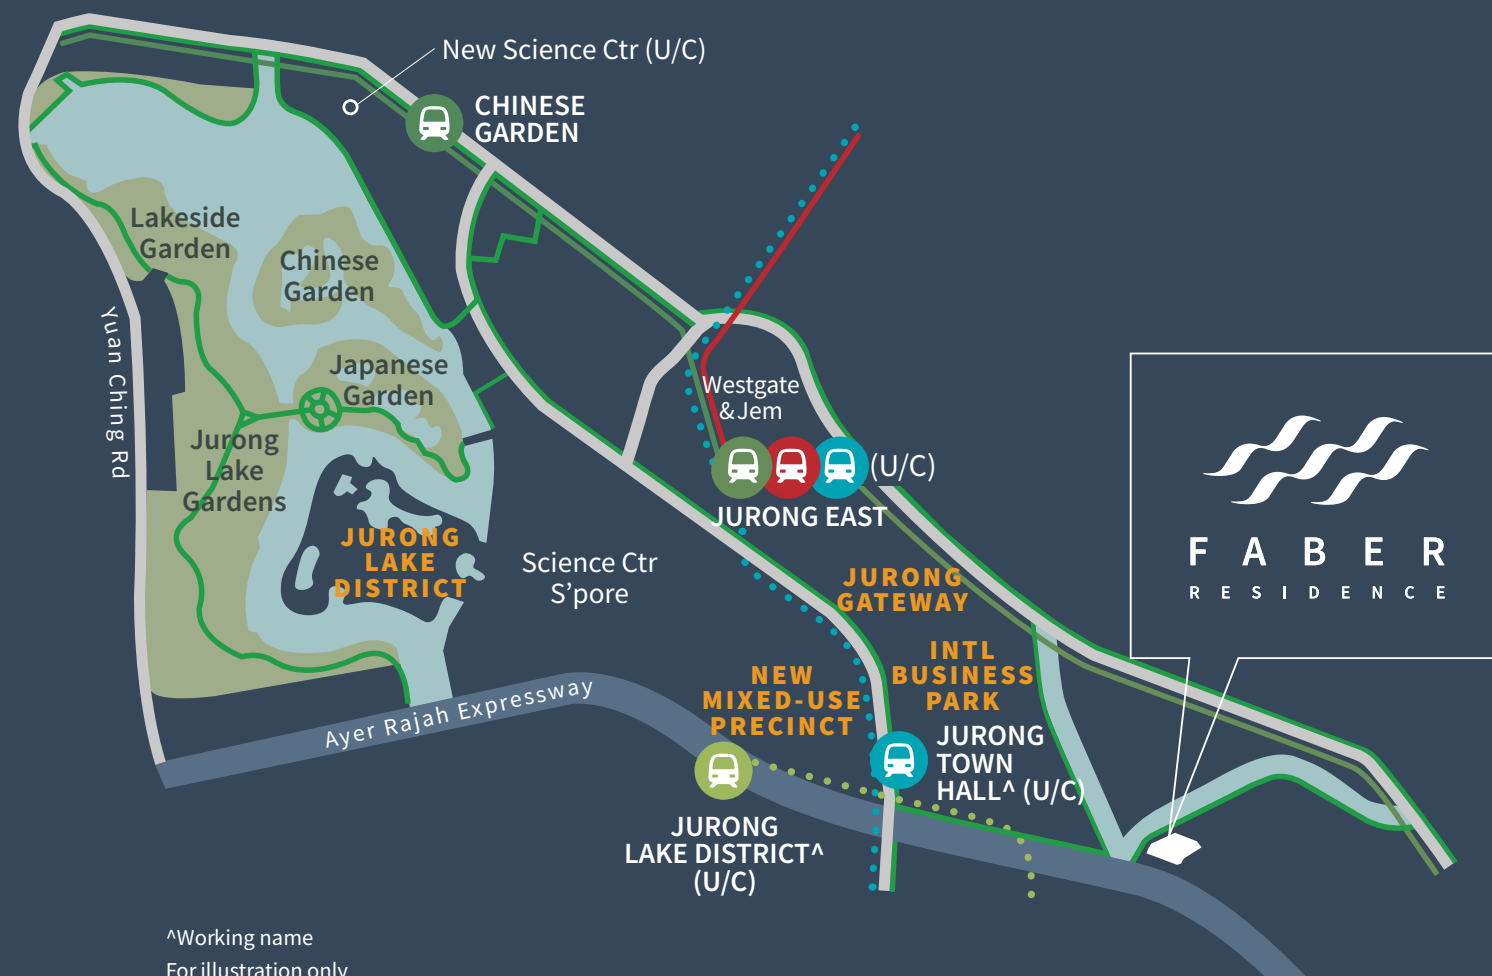 New Science Ctr (U/C)
CHINESE
GARDEN
Lakeside
Garden
Chinese
Garden
Yuan Ching Rd
Japanese
Garden
Westgate
& Jem
Jurong
Lake
Gardens
(U/C)
JURONG EAST
JURONG
LAKE
DISTRICT
Science Ctr
S’pore
JURONG
GATEWAY
FABER
RESIDENCE
INTL
BUSINESS
PARK
NEW
MIXED-USE
PRECINCT
Ayer Rajah Expressway
JURONG
TOWN
HALL^ (U/C)
JURONG
LAKE DISTRICT^
(U/C)
^Working name
For illustration only